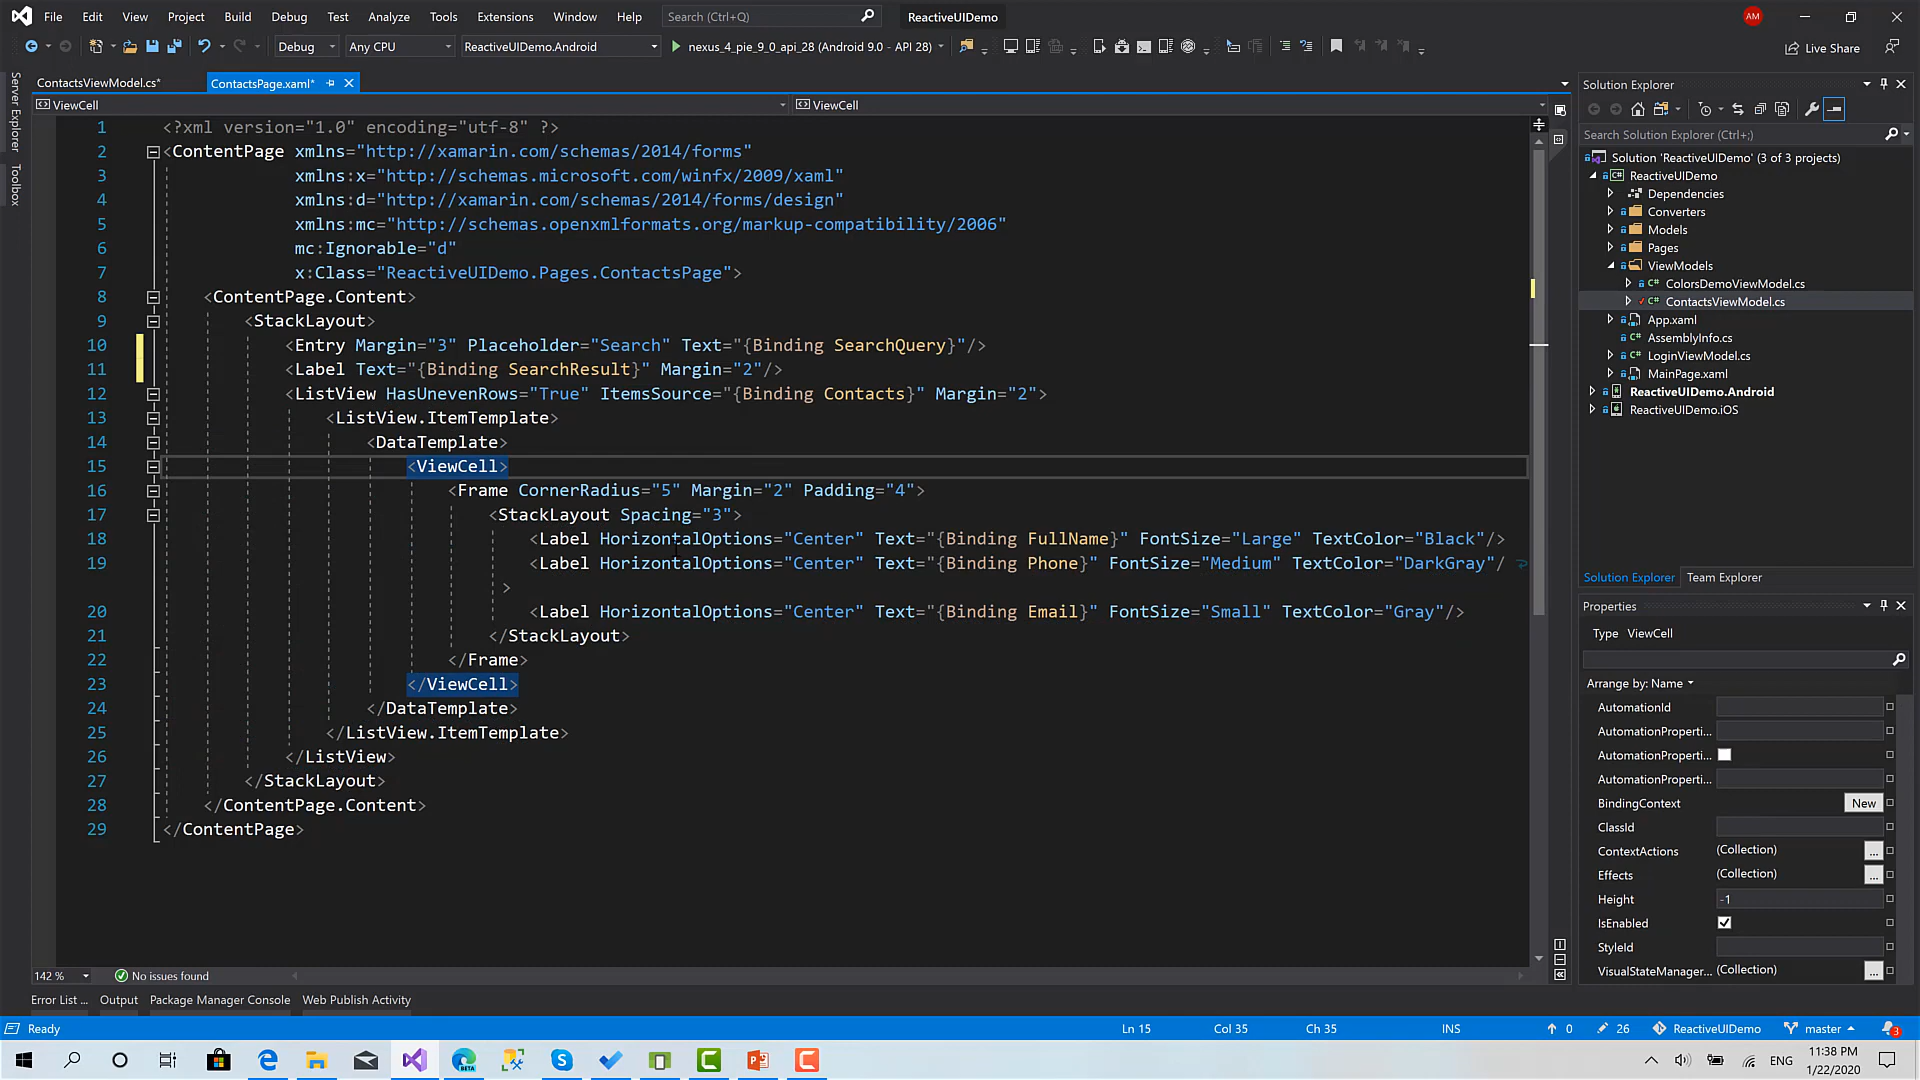 File Edit View Project Build Debug Test Analyze Tools Extensions Window Help Search (Ctrl+Q) ReactiveUIDemo AM
Debug Any CPU ReactiveUIDemo.Android nexus_4_pie_9_0_api_28 (Android 9.0 - API 28) Live Share
Server Explorer
Toolbox
ContactsViewModel.cs* ContactsPage.xaml*
ViewCell ViewCell
1 <?xml version="1.0" encoding="utf-8" ?>
2 <ContentPage xmlns="http://xamarin.com/schemas/2014/forms"
3 xmlns:x="http://schemas.microsoft.com/winfx/2009/xaml"
4 xmlns:d="http://xamarin.com/schemas/2014/forms/design"
5 xmlns:mc="http://schemas.openxmlformats.org/markup-compatibility/2006"
6 mc:Ignorable="d"
7 x:Class="ReactiveUIDemo.Pages.ContactsPage">
8 <ContentPage.Content>
9 <StackLayout>
10 <Entry Margin="3" Placeholder="Search" Text="{Binding SearchQuery}"/>
11 <Label Text="{Binding SearchResult}" Margin="2"/>
12 <ListView HasUnevenRows="True" ItemsSource="{Binding Contacts}" Margin="2">
13 <ListView.ItemTemplate>
14 <DataTemplate>
15 <ViewCell>
16 <Frame CornerRadius="5" Margin="2" Padding="4">
17 <StackLayout Spacing="3">
18 <Label HorizontalOptions="Center" Text="{Binding FullName}" FontSize="Large" TextColor="Black"/>
19 <Label HorizontalOptions="Center" Text="{Binding Phone}" FontSize="Medium" TextColor="DarkGray"/
>
20 <Label HorizontalOptions="Center" Text="{Binding Email}" FontSize="Small" TextColor="Gray"/>
21 </StackLayout>
22 </Frame>
23 </ViewCell>
24 </DataTemplate>
25 </ListView.ItemTemplate>
26 </ListView>
27 </StackLayout>
28 </ContentPage.Content>
29 </ContentPage>
142 % No issues found
Solution Explorer
Search Solution Explorer (Ctrl+;)
Solution 'ReactiveUIDemo' (3 of 3 projects)
ReactiveUIDemo
Dependencies
Converters
Models
Pages
ViewModels
C# ColorsDemoViewModel.cs
C# ContactsViewModel.cs
App.xaml
C# AssemblyInfo.cs
C# LoginViewModel.cs
MainPage.xaml
ReactiveUIDemo.Android
ReactiveUIDemo.iOS
Solution Explorer Team Explorer
Properties
Type ViewCell
Arrange by: Name
AutomationId
AutomationProperti...
AutomationProperti...
AutomationProperti...
BindingContext New
ClassId
ContextActions (Collection) ...
Effects (Collection) ...
Height -1
IsEnabled
StyleId
VisualStateManager... (Collection) ...
Error List ... Output Package Manager Console Web Publish Activity
Ready Ln 15 Col 35 Ch 35 INS 0 26 ReactiveUIDemo master 3
BETA ENG 11:38 PM
1/22/2020